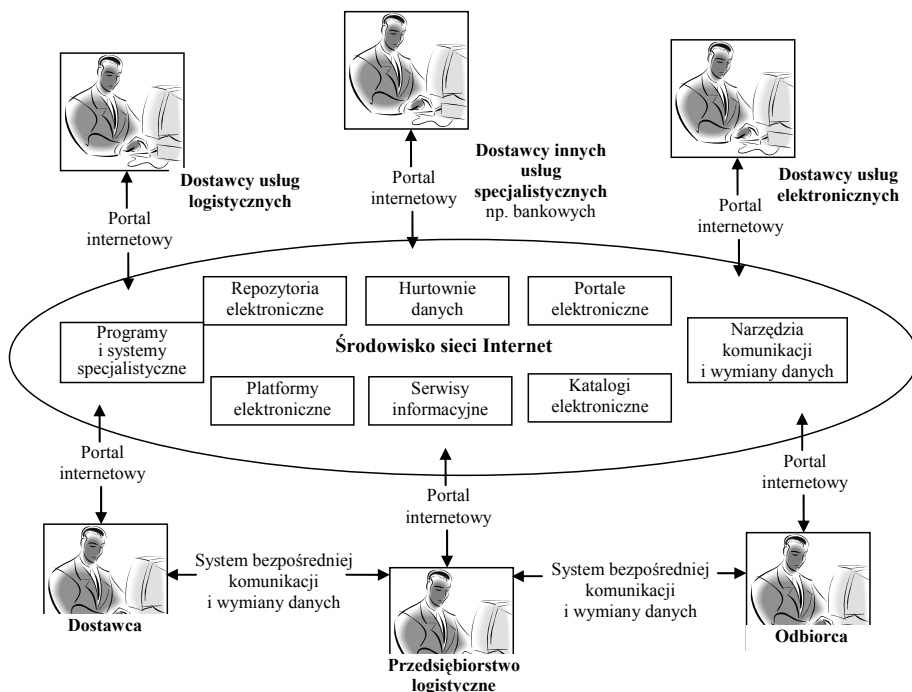 Dostawcy usług
logistycznych
Dostawcy innych
usług
specjalistycznych
np. bankowych
Dostawcy usług
elektronicznych
Portal
internetowy
Portal
internetowy
Portal
internetowy
Repozytoria
elektroniczne
Hurtownie
danych
Portale
elektroniczne
Programy
i systemy
specjalistyczne
Środowisko sieci Internet
Narzędzia
komunikacji
i wymiany danych
Platformy
elektroniczne
Serwisy
informacyjne
Katalogi
elektroniczne
Portal
internetowy
Portal
internetowy
Portal
internetowy
System bezpośredniej
komunikacji
i wymiany danych
System bezpośredniej
komunikacji
i wymiany danych
Dostawca
Przedsiębiorstwo
logistyczne
Odbiorca